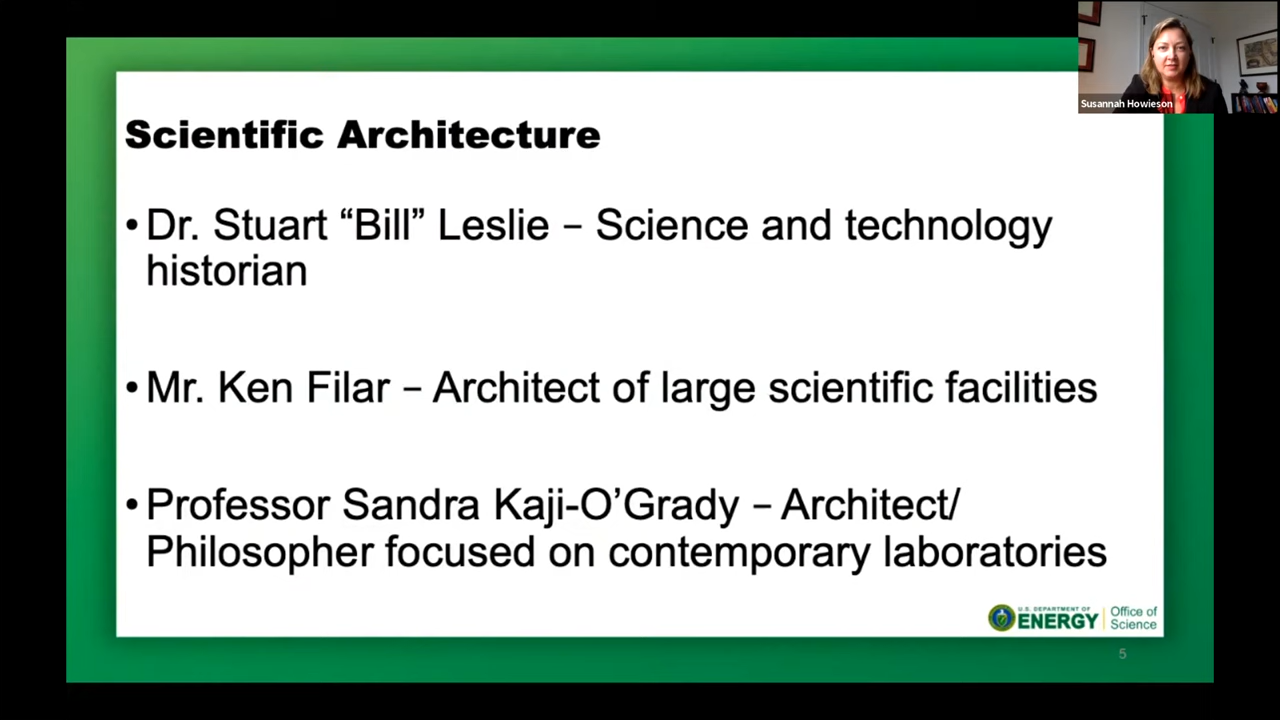 Susannah Howieson
Scientific Architecture
• Dr. Stuart “Bill” Leslie – Science and technology
historian
• Mr. Ken Filar – Architect of large scientific facilities
• Professor Sandra Kaji-O’Grady – Architect/
Philosopher focused on contemporary laboratories
U.S. DEPARTMENT OF
ENERGY
Office of
Science
5